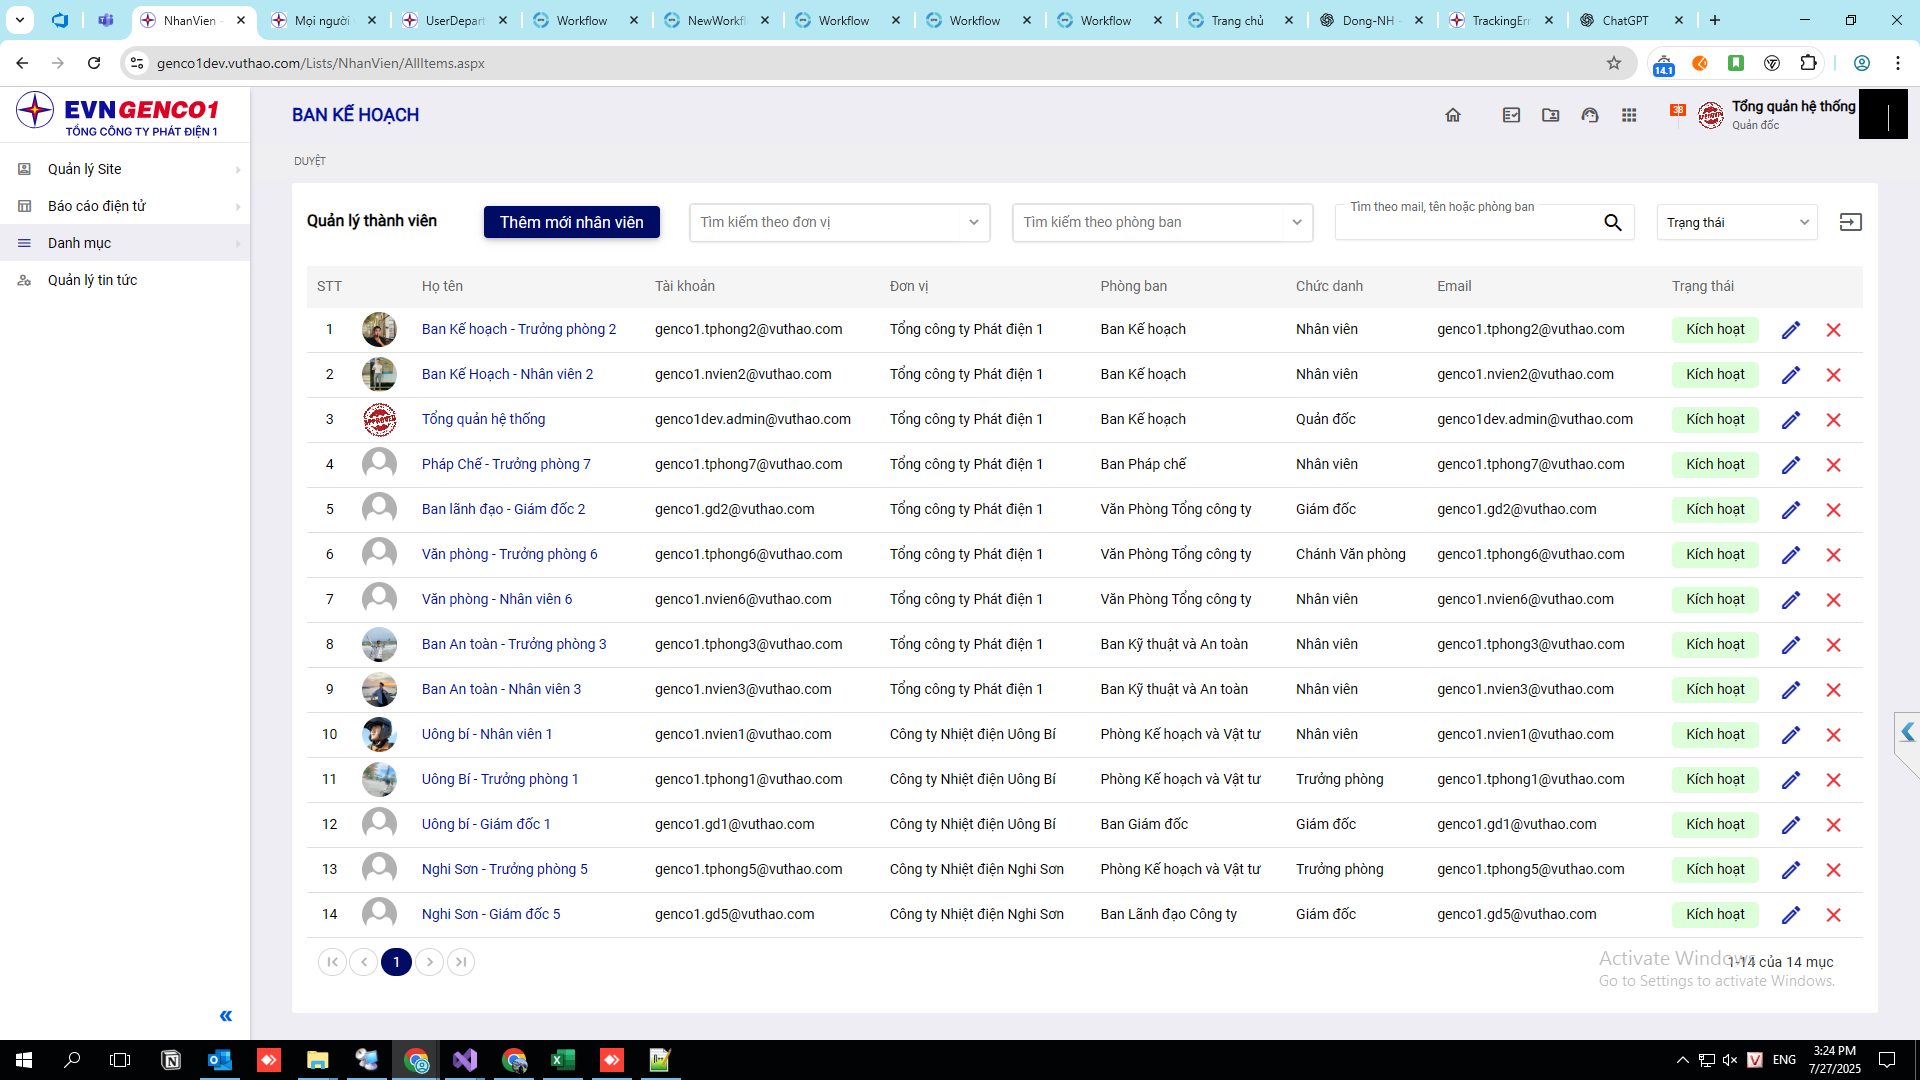 NhanVien -
Mọi người
UserDepart
Workflow
NewWorkfl
Workflow
Workflow
Workflow
Trang chủ
Dong-NH -
TrackingErr
ChatGPT
genco1dev.vuthao.com/Lists/NhanVien/AllItems.aspx
14.1
EVNGENCO1
TỔNG CÔNG TY PHÁT ĐIỆN 1
BAN KẾ HOẠCH
38
Tổng quản hệ thống
Quản đốc
Quản lý Site
Báo cáo điện tử
Danh mục
Quản lý tin tức
DUYỆT
Quản lý thành viên
Thêm mới nhân viên
Tìm kiếm theo đơn vị
Tìm kiếm theo phòng ban
Tìm theo mail, tên hoặc phòng ban
Trạng thái
STT Họ tên Tài khoản Đơn vị Phòng ban Chức danh Email Trạng thái
1 Ban Kế hoạch - Trưởng phòng 2 genco1.tphong2@vuthao.com Tổng công ty Phát điện 1 Ban Kế hoạch Nhân viên genco1.tphong2@vuthao.com Kích hoạt
2 Ban Kế Hoạch - Nhân viên 2 genco1.nvien2@vuthao.com Tổng công ty Phát điện 1 Ban Kế hoạch Nhân viên genco1.nvien2@vuthao.com Kích hoạt
3 Tổng quản hệ thống genco1dev.admin@vuthao.com Tổng công ty Phát điện 1 Ban Kế hoạch Quản đốc genco1dev.admin@vuthao.com Kích hoạt
4 Pháp Chế - Trưởng phòng 7 genco1.tphong7@vuthao.com Tổng công ty Phát điện 1 Ban Pháp chế Nhân viên genco1.tphong7@vuthao.com Kích hoạt
5 Ban lãnh đạo - Giám đốc 2 genco1.gd2@vuthao.com Tổng công ty Phát điện 1 Văn Phòng Tổng công ty Giám đốc genco1.gd2@vuthao.com Kích hoạt
6 Văn phòng - Trưởng phòng 6 genco1.tphong6@vuthao.com Tổng công ty Phát điện 1 Văn Phòng Tổng công ty Chánh Văn phòng genco1.tphong6@vuthao.com Kích hoạt
7 Văn phòng - Nhân viên 6 genco1.nvien6@vuthao.com Tổng công ty Phát điện 1 Văn Phòng Tổng công ty Nhân viên genco1.nvien6@vuthao.com Kích hoạt
8 Ban An toàn - Trưởng phòng 3 genco1.tphong3@vuthao.com Tổng công ty Phát điện 1 Ban Kỹ thuật và An toàn Nhân viên genco1.tphong3@vuthao.com Kích hoạt
9 Ban An toàn - Nhân viên 3 genco1.nvien3@vuthao.com Tổng công ty Phát điện 1 Ban Kỹ thuật và An toàn Nhân viên genco1.nvien3@vuthao.com Kích hoạt
10 Uông bí - Nhân viên 1 genco1.nvien1@vuthao.com Công ty Nhiệt điện Uông Bí Phòng Kế hoạch và Vật tư Nhân viên genco1.nvien1@vuthao.com Kích hoạt
11 Uông Bí - Trưởng phòng 1 genco1.tphong1@vuthao.com Công ty Nhiệt điện Uông Bí Phòng Kế hoạch và Vật tư Trưởng phòng genco1.tphong1@vuthao.com Kích hoạt
12 Uông bí - Giám đốc 1 genco1.gd1@vuthao.com Công ty Nhiệt điện Uông Bí Ban Giám đốc Giám đốc genco1.gd1@vuthao.com Kích hoạt
13 Nghi Sơn - Trưởng phòng 5 genco1.tphong5@vuthao.com Công ty Nhiệt điện Nghi Sơn Phòng Kế hoạch và Vật tư Trưởng phòng genco1.tphong5@vuthao.com Kích hoạt
14 Nghi Sơn - Giám đốc 5 genco1.gd5@vuthao.com Công ty Nhiệt điện Nghi Sơn Ban Lãnh đạo Công ty Giám đốc genco1.gd5@vuthao.com Kích hoạt
1
1-14 của 14 mục
Activate Windows
Go to Settings to activate Windows.
ENG
3:24 PM
7/27/2025